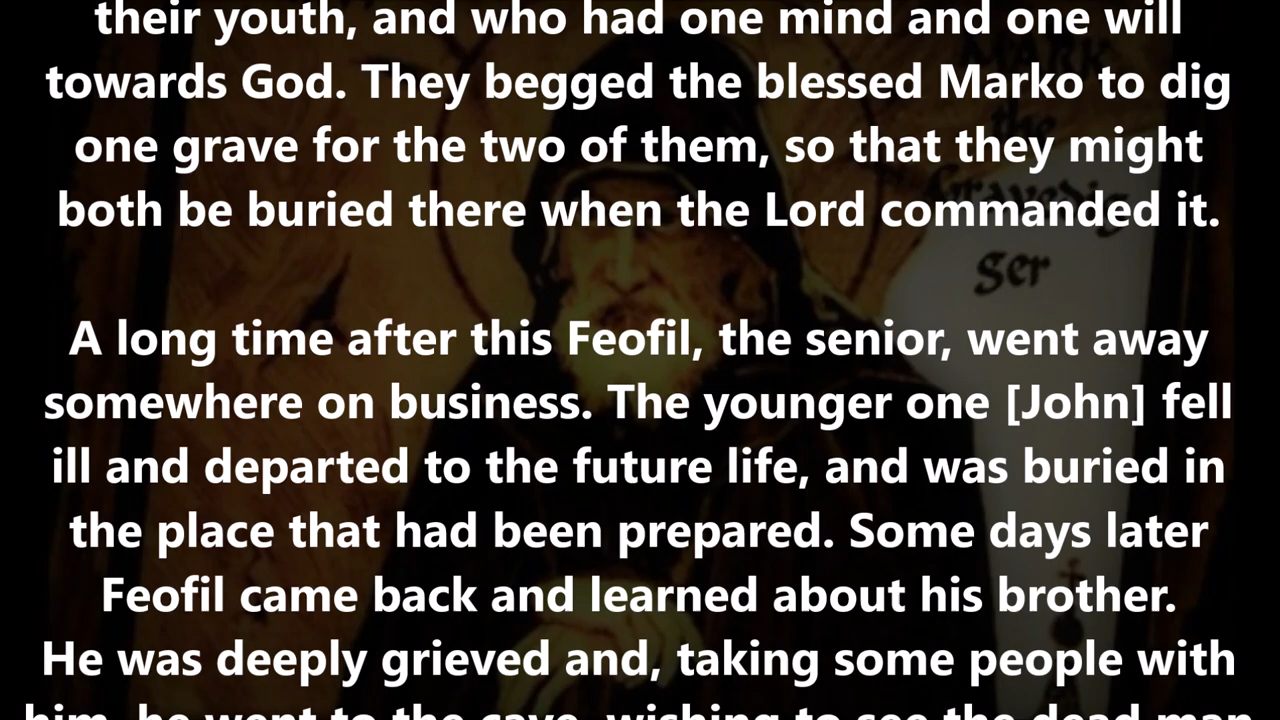 their youth, and who had one mind and one will
towards God. They begged the blessed Marko to dig
one grave for the two of them, so that they might
both be buried there when the Lord commanded it.
A long time after this Feofil, the senior, went away
somewhere on business. The younger one [John] fell
ill and departed to the future life, and was buried in
the place that had been prepared. Some days later
Feofil came back and learned about his brother.
He was deeply grieved and, taking some people with
him, he went to the cave, wishing to see the dead man
Mark
the
Gravedig
ger